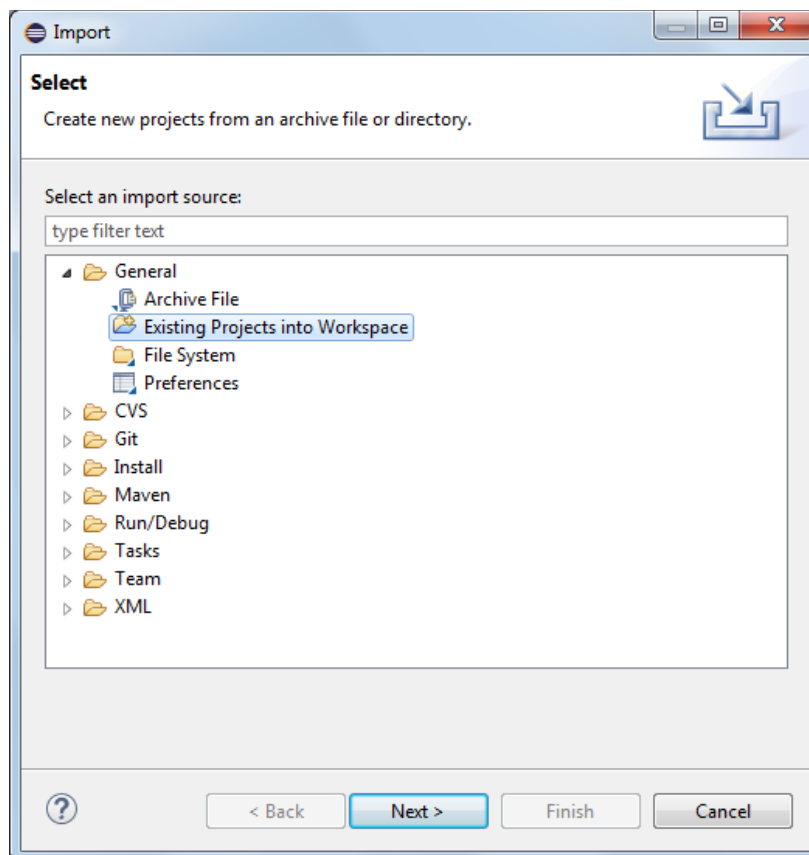 Import
Select
Create new projects from an archive file or directory.
Select an import source:
type filter text
General
Archive File
Existing Projects into Workspace
File System
Preferences
CVS
Git
Install
Maven
Run/Debug
Tasks
Team
XML
?
< Back
Next >
Finish
Cancel